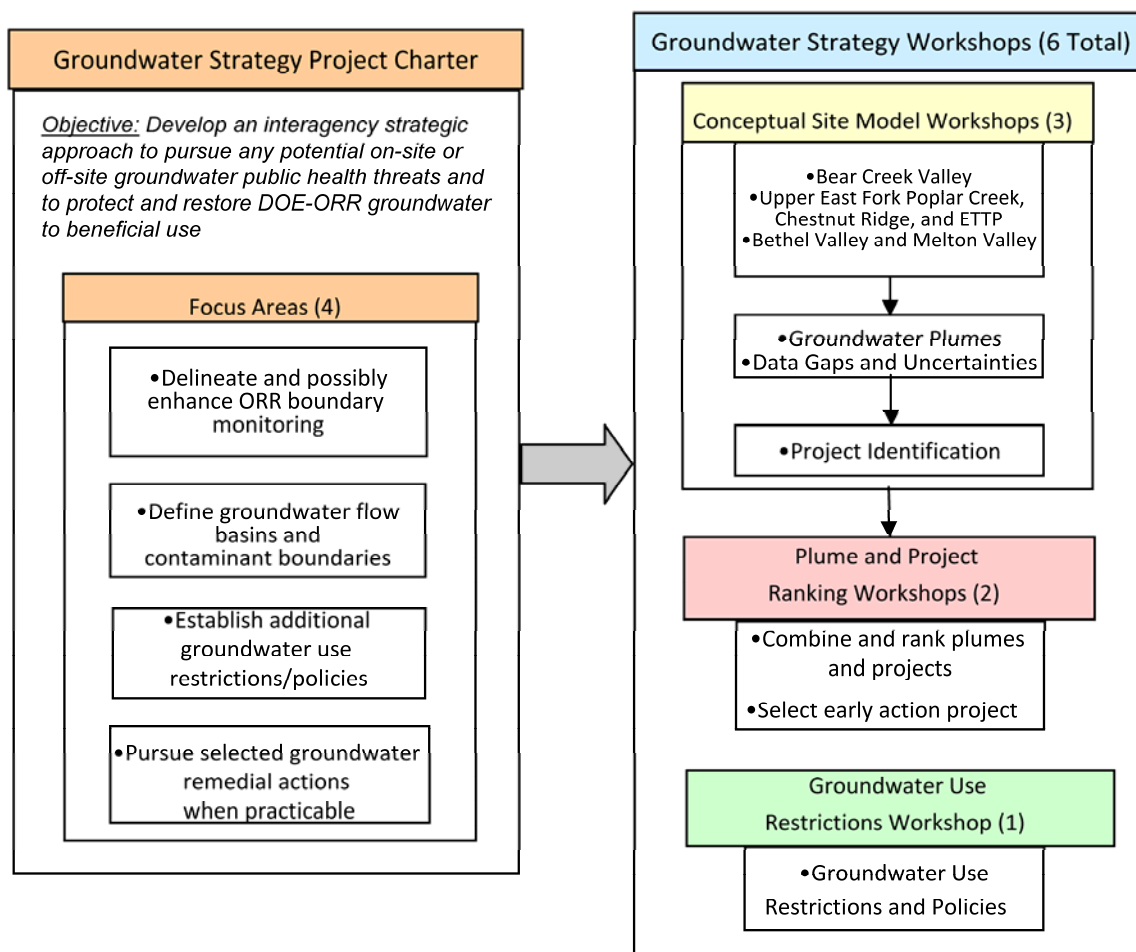 Groundwater Strategy Project Charter
Objective: Develop an interagency strategic
approach to pursue any potential on-site or
off-site groundwater public health threats and
to protect and restore DOE-ORR groundwater
to beneficial use
Focus Areas (4)
•Delineate and possibly
enhance ORR boundary
monitoring
•Define groundwater flow
basins and
contaminant boundaries
•Establish additional
groundwater use
restrictions/policies
•Pursue selected groundwater
remedial actions
when practicable
Groundwater Strategy Workshops (6 Total)
Conceptual Site Model Workshops (3)
•Bear Creek Valley
•Upper East Fork Poplar Creek,
Chestnut Ridge, and ETTP
•Bethel Valley and Melton Valley
•Groundwater Plumes
•Data Gaps and Uncertainties
•Project Identification
Plume and Project
Ranking Workshops (2)
•Combine and rank plumes
and projects
•Select early action project
Groundwater Use
Restrictions Workshop (1)
•Groundwater Use
Restrictions and Policies